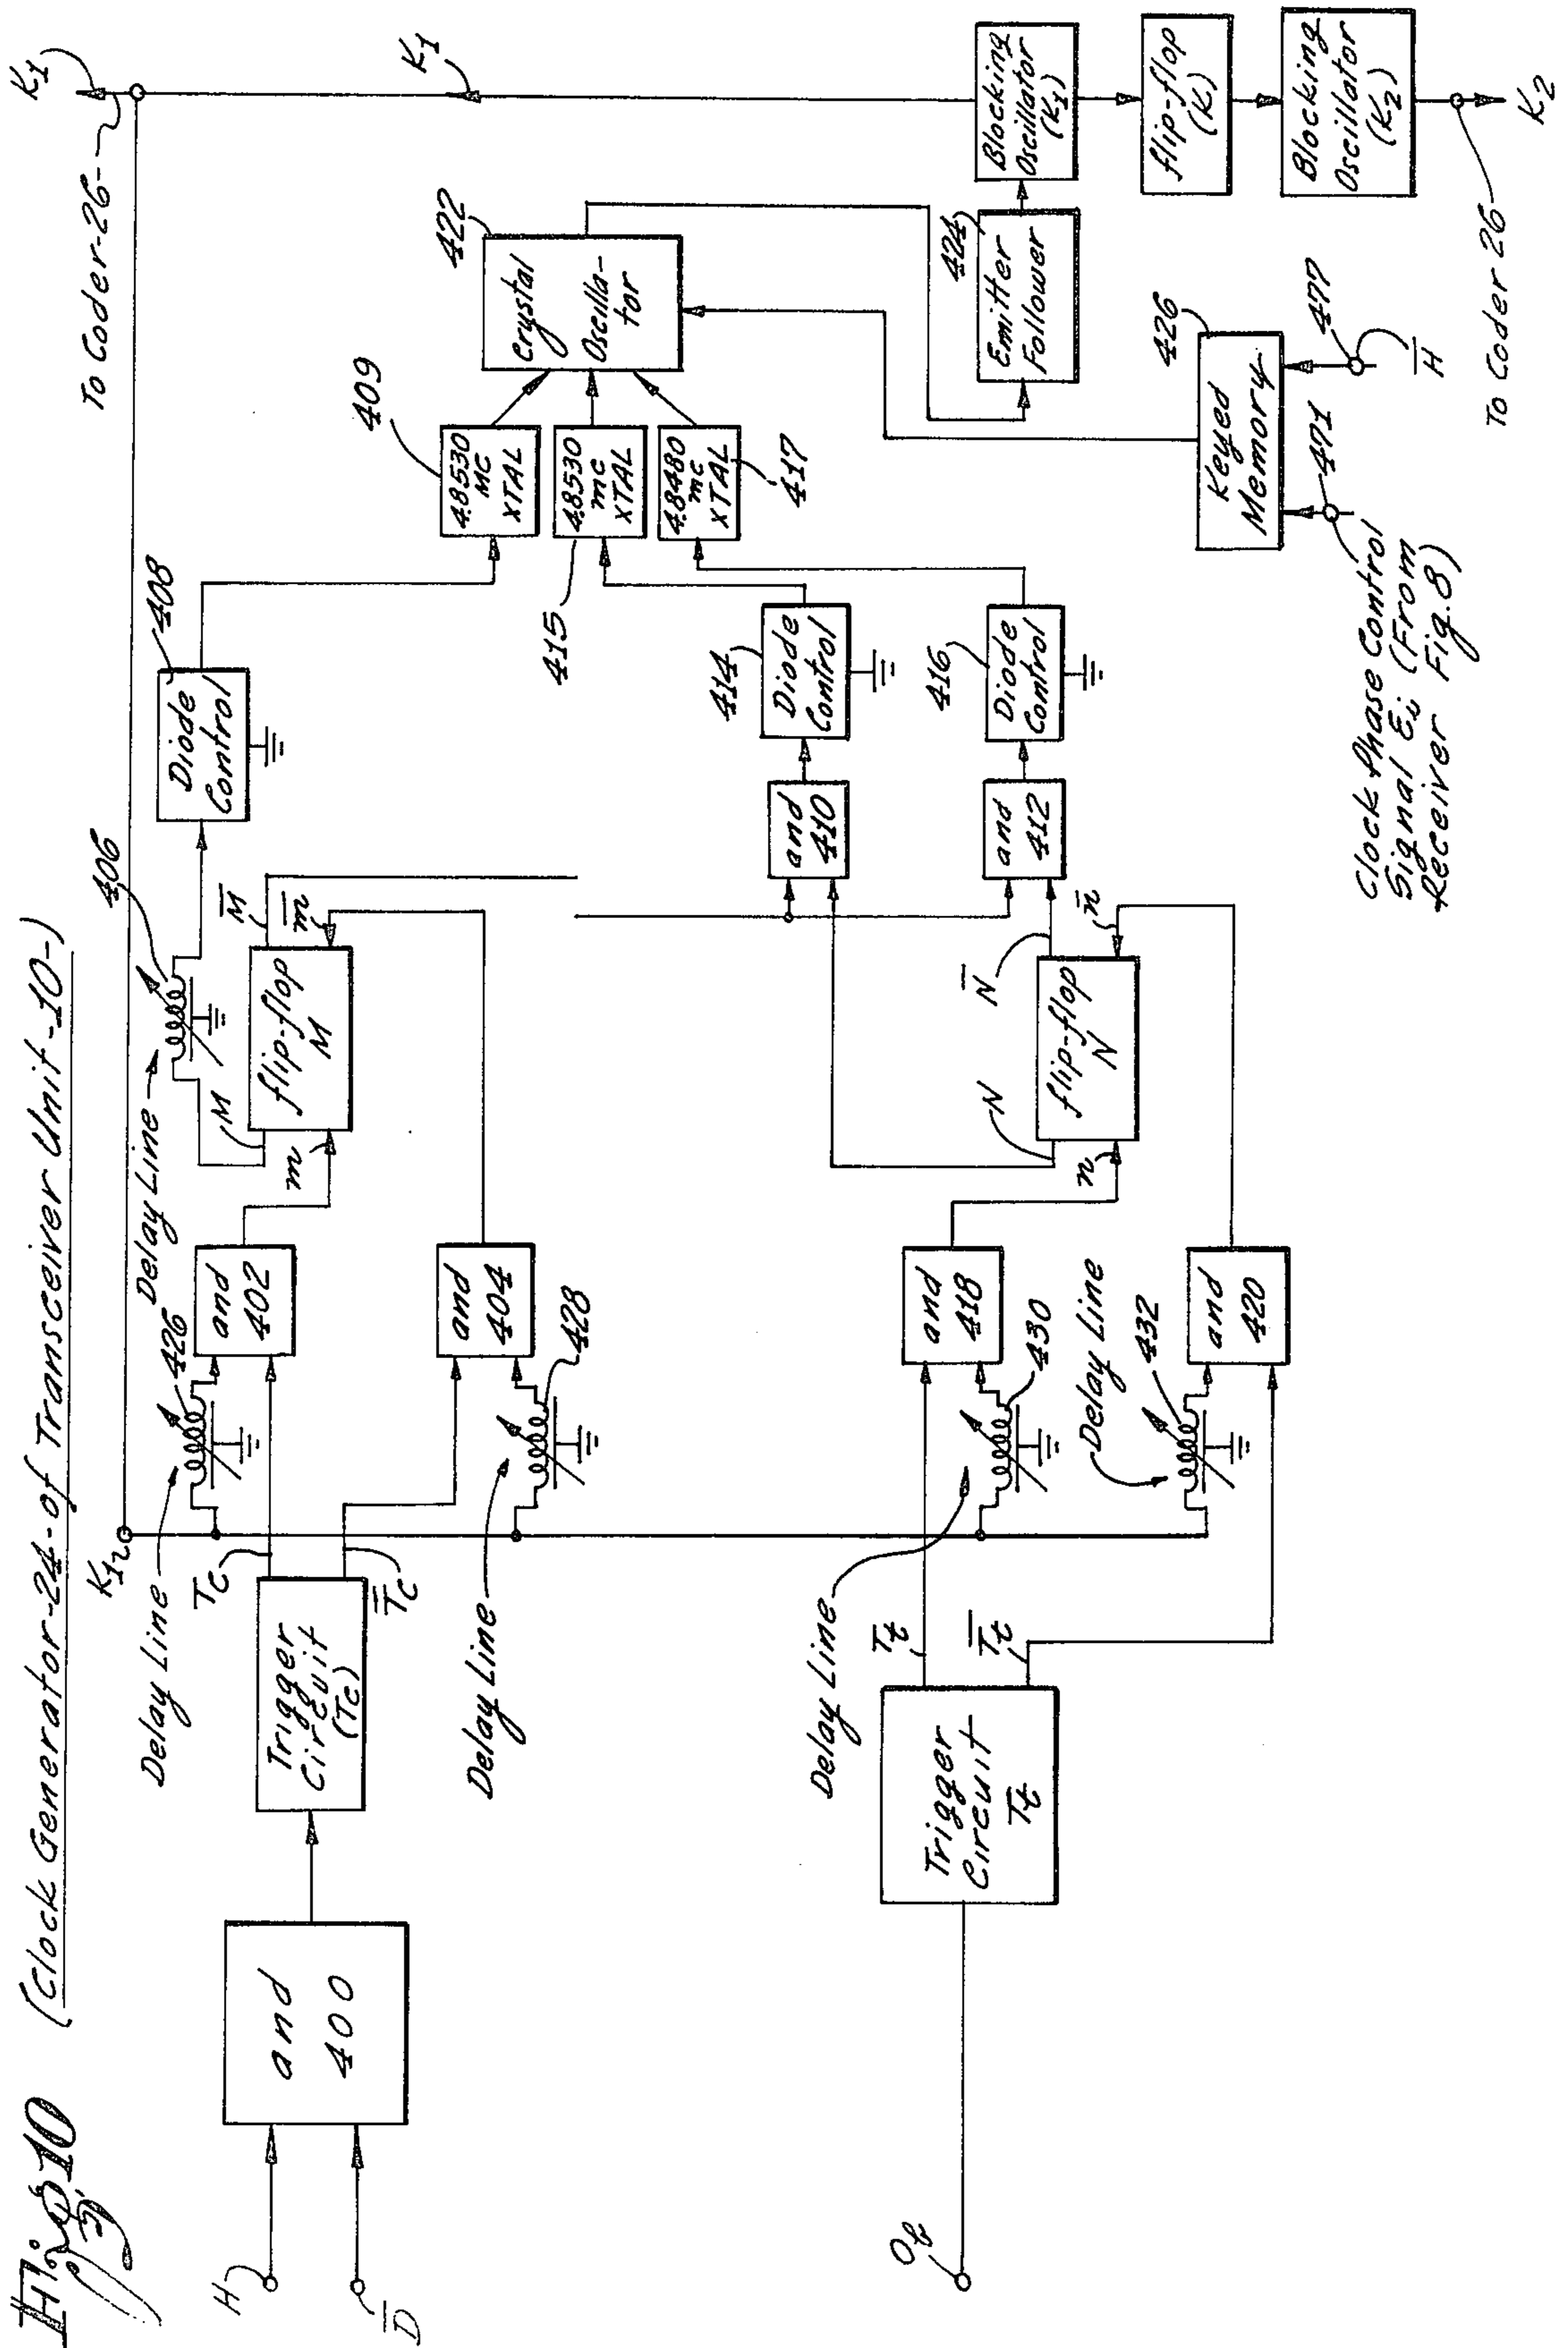 Fig. 10 (Clock Generator-24-of Transceiver Unit-10-)
H
D̅
and
400
Trigger
Circuit
(Tc)
Tc
T̅c̅
K1
Delay Line
426
and
402
Delay Line
428
and
404
m
M
flip-flop
M
M̅
m̅
Delay Line
406
Diode
Control
408
Trigger
Circuit
Tt
Tt
T̅t̅
Delay Line
430
and
418
Delay Line
432
and
420
n
N
flip-flop
N
N̅
n̅
and
410
and
412
414
Diode
Control
416
Diode
Control
4.8530
MC
XTAL
409
4.8530
mc
XTAL
415
4.8480
mc
XTAL
417
Crystal
Oscilla-
tor
422
Emitter
Follower
424
Keyed
Memory
426
471
477
H̅
Clock Phase Control
Signal (From
Receiver Fig. 8)
K1
To Coder-26-
K1
Blocking
Oscillator
(K1)
flip-flop
(K)
Blocking
Oscillator
(K2)
To Coder 26-
K2